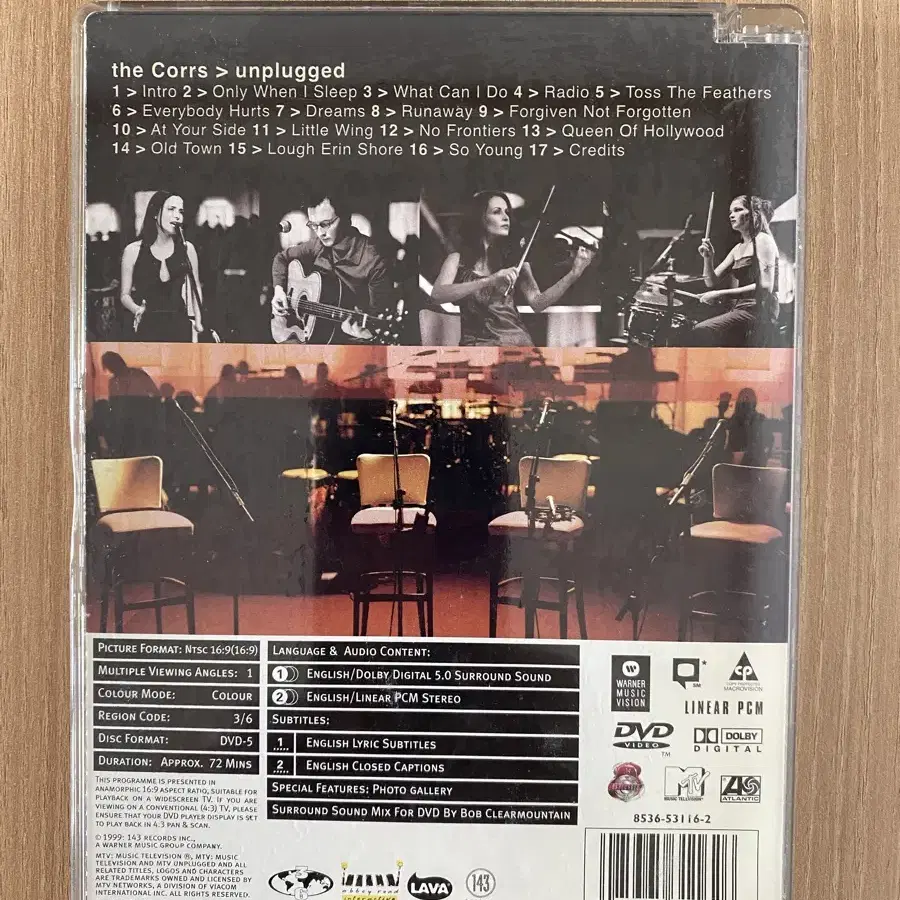 the Corrs > unplugged
1 > Intro 2 > Only When I Sleep 3 > What Can I Do 4 > Radio 5 > Toss The Feathers
6 > Everybody Hurts 7 > Dreams 8 > Runaway 9 > Forgiven Not Forgotten
10 > At Your Side 11 > Little Wing 12 > No Frontiers 13 > Queen Of Hollywood
14 > Old Town 15 > Lough Erin Shore 16 > So Young 17 > Credits
PICTURE FORMAT: NTSC 16:9(16:9)
MULTIPLE VIEWING ANGLES: 1
COLOUR MODE: COLOUR
REGION CODE: 3/6
DISC FORMAT: DVD-5
DURATION: APPROX. 72 MINS
THIS PROGRAMME IS PRESENTED IN
ANAMORPHIC 16:9 ASPECT RATIO, SUITABLE FOR
PLAYBACK ON A WIDESCREEN TV. IF YOU ARE
VIEWING ON A CONVENTIONAL (4:3) TV, PLEASE
ENSURE THAT YOUR DVD PLAYER DISPLAY IS SET
TO PLAY BACK IN 4:3 PAN & SCAN.
© 1999: 143 RECORDS INC.,
A WARNER MUSIC GROUP COMPANY.
MTV: MUSIC TELEVISION ®, MTV: MUSIC
TELEVISION AND MTV UNPLUGGED AND ALL
RELATED TITLES, LOGOS AND CHARACTERS
ARE TRADEMARKS OWNED AND LICENSED BY
MTV NETWORKS, A DIVISION OF VIACOM
INTERNATIONAL INC. ALL RIGHTS RESERVED.
LANGUAGE & AUDIO CONTENT:
1 ENGLISH/DOLBY DIGITAL 5.0 SURROUND SOUND
2 ENGLISH/LINEAR PCM STEREO
SUBTITLES:
1 ENGLISH LYRIC SUBTITLES
2 ENGLISH CLOSED CAPTIONS
SPECIAL FEATURES: PHOTO GALLERY
SURROUND SOUND MIX FOR DVD BY BOB CLEARMOUNTAIN
WARNER
MUSIC
VISION
SM
CP
MACROVISION
LINEAR PCM
DVD
VIDEO
TM
DOLBY
DIGITAL
MTV
MUSIC TELEVISION
ATLANTIC
8536-53116-2
3
6
abbey road
interactive
LAVA
143